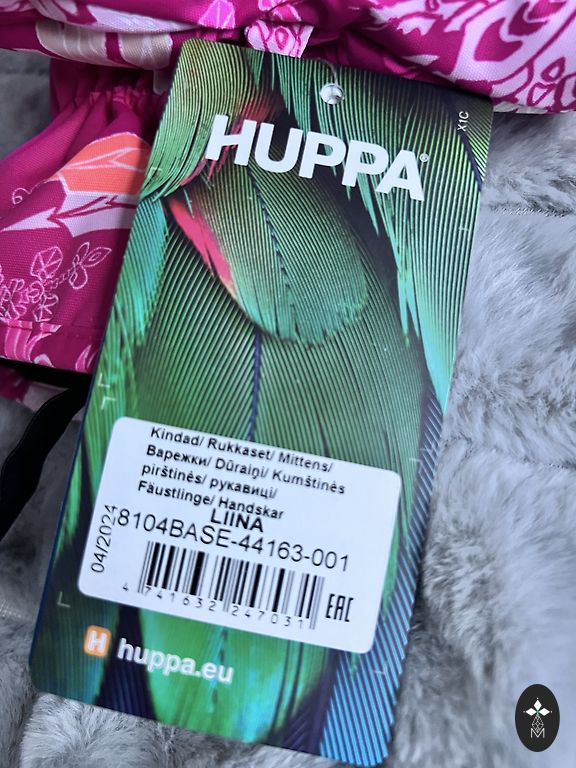 X1C
HUPPA®
Kindad/ Rukkaset/ Mittens/
Варежки/ Dūraiņi/ Kumštinės
pirštinės/ рукавиці/
Fäustlinge/ Handskar
LIINA
8104BASE-44163-001
04/2024
4 741632 247031
EAC
H huppa.eu